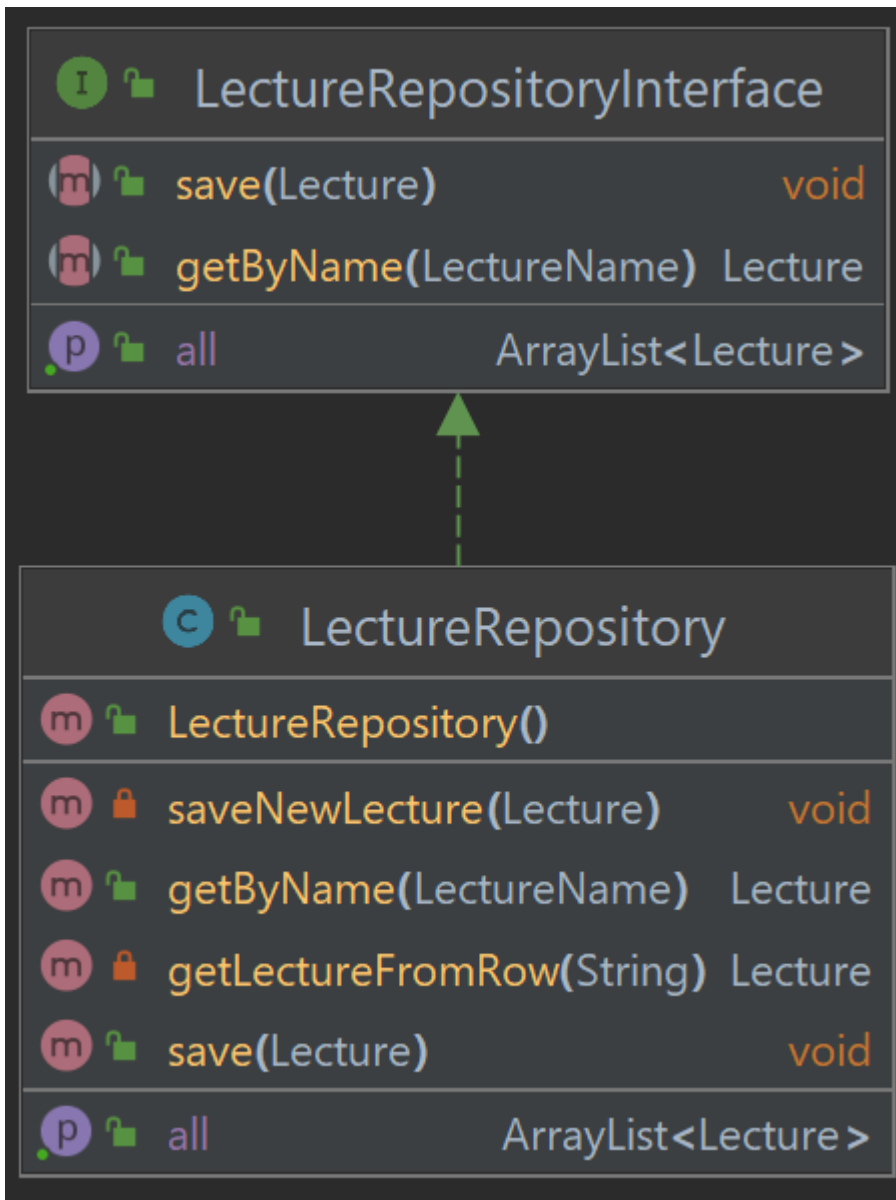 I LectureRepositoryInterface
m save(Lecture) void
m getByName(LectureName) Lecture
p all ArrayList<Lecture>
C LectureRepository
m LectureRepository()
m saveNewLecture(Lecture) void
m getByName(LectureName) Lecture
m getLectureFromRow(String) Lecture
m save(Lecture) void
p all ArrayList<Lecture>